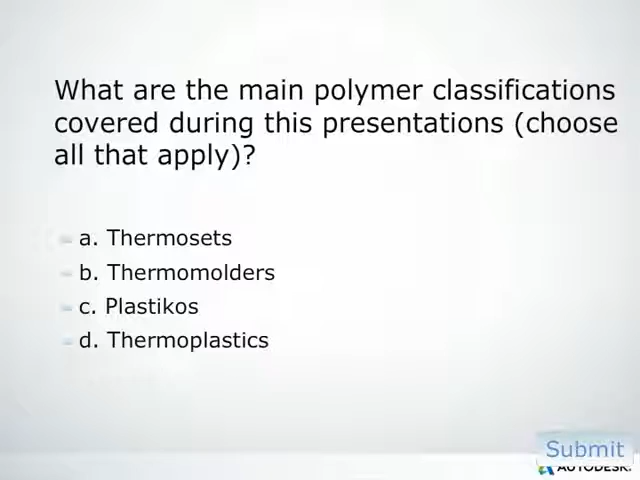 What are the main polymer classifications
covered during this presentations (choose
all that apply)?
a. Thermosets
b. Thermomolders
c. Plastikos
d. Thermoplastics
Submit
AUTODESK.